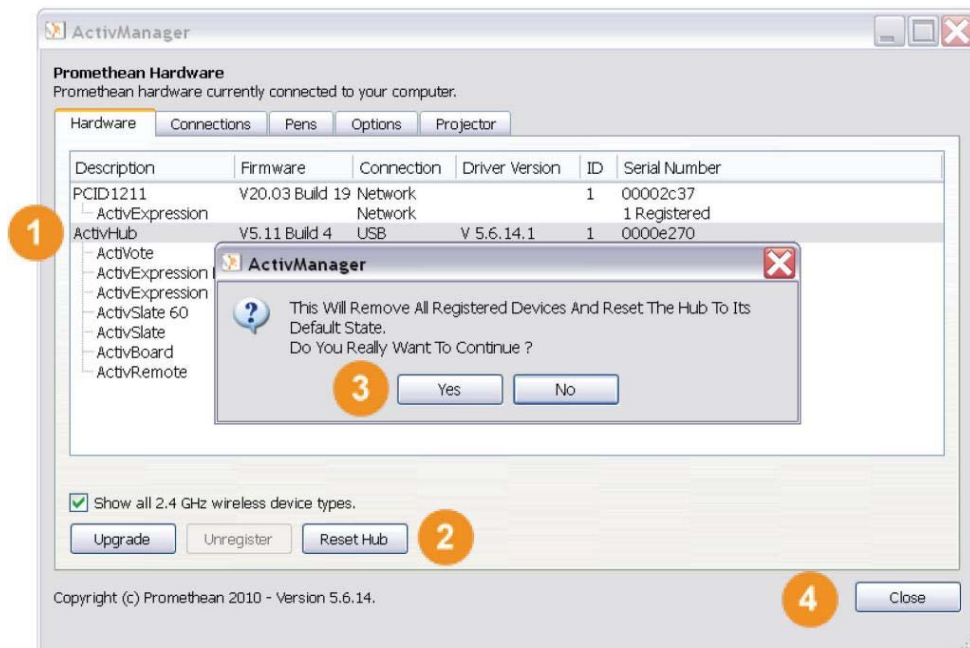 ActivManager
Promethean Hardware
Promethean hardware currently connected to your computer.
Hardware Connections Pens Options Projector
Description Firmware Connection Driver Version ID Serial Number
PCID1211 V20.03 Build 19 Network 1 00002c37
ActivExpression Network 1 Registered
1 ActivHub V5.11 Build 4 USB V 5.6.14.1 1 0000e270
ActiVote
ActivExpression
ActivExpression
ActivSlate 60
ActivSlate
ActivBoard
ActivRemote
ActivManager
This Will Remove All Registered Devices And Reset The Hub To Its
Default State.
Do You Really Want To Continue ?
3 Yes No
Show all 2.4 GHz wireless device types.
Upgrade Unregister Reset Hub 2
Copyright (c) Promethean 2010 - Version 5.6.14.
4 Close